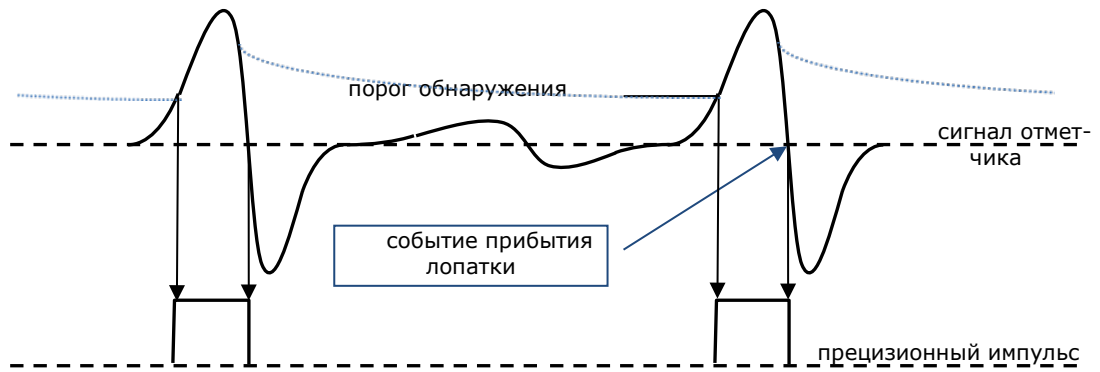 порог обнаружения
сигнал отмет-
чика
событие прибытия
лопатки
прецизионный импульс